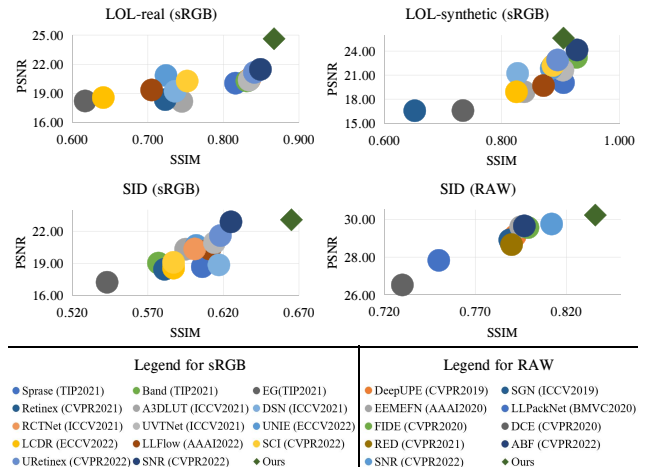 LOL-real (sRGB)
25.00
22.00
19.00
16.00
PSNR
0.600
0.700
0.800
0.900
SSIM
LOL-synthetic (sRGB)
24.00
21.00
18.00
15.00
PSNR
0.600
0.800
1.000
SSIM
SID (sRGB)
22.00
19.00
16.00
PSNR
0.520
0.570
0.620
0.670
SSIM
SID (RAW)
30.00
28.00
26.00
PSNR
0.720
0.770
0.820
SSIM
Legend for sRGB
Sprase (TIP2021) Band (TIP2021) EG(TIP2021)
Retinex (CVPR2021) A3DLUT (ICCV2021) DSN (ICCV2021)
RCTNet (ICCV2021) UVTNet (ICCV2021) UNIE (ECCV2022)
LCDR (ECCV2022) LLFlow (AAAI2022) SCI (CVPR2022)
URetinex (CVPR2022) SNR (CVPR2022) Ours
Legend for RAW
DeepUPE (CVPR2019) SGN (ICCV2019)
EEMEFN (AAAI2020) LLPackNet (BMVC2020)
FIDE (CVPR2020) DCE (CVPR2020)
RED (CVPR2021) ABF (CVPR2022)
SNR (CVPR2022) Ours